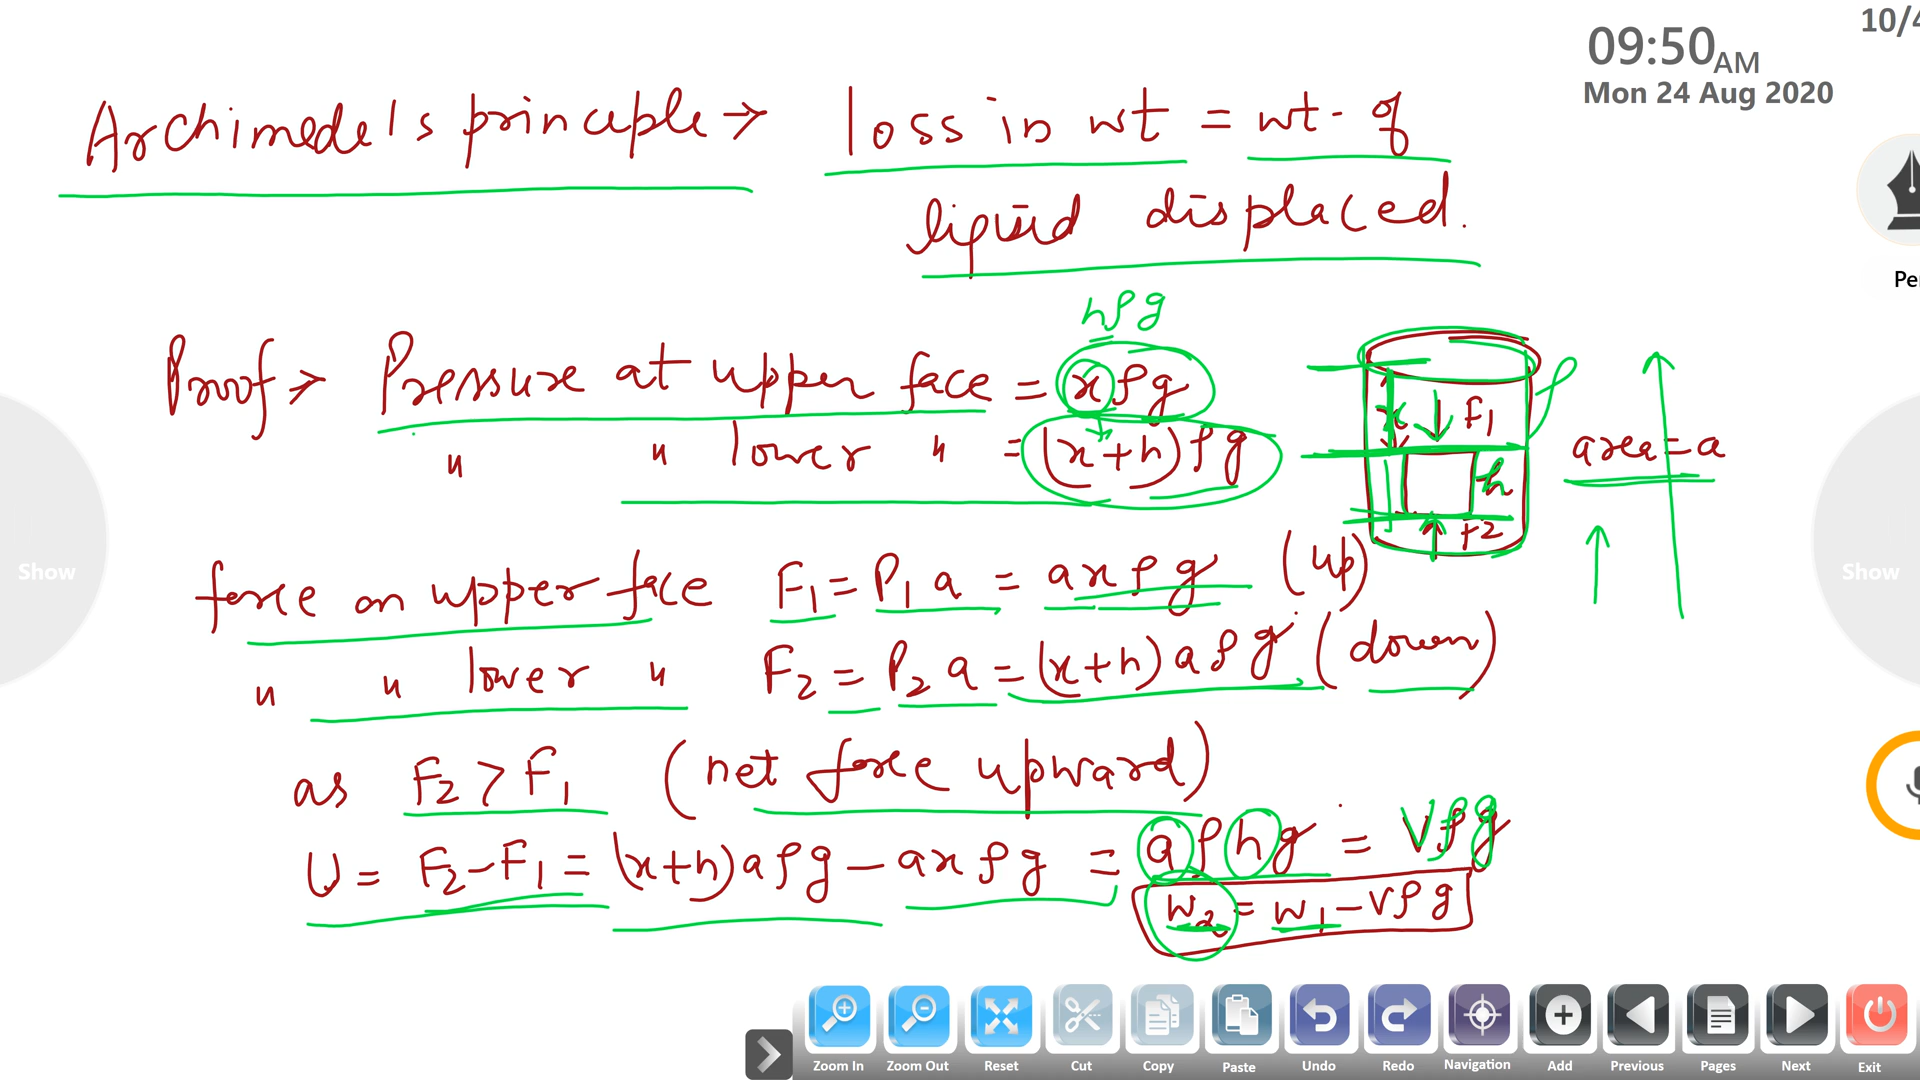 10/4
09:50 AM
Mon 24 Aug 2020
Archimede's principle → loss in wt = wt. of
liquid displaced.
Pe
hρg
Proof → Pressure at upper face = xρg
" lower " = (x+h)ρg
x F1
h
F2
ρ
area = a
force on upper face F1 = P1 a = axρg (up)
" " lower " F2 = P2 a = (x+h)aρg (down)
as F2 > F1 (net force upward)
U = F2-F1 = (x+h)aρg - axρg = aρhg = Vρg
W2 = W1 - Vρg
Show
Show
Zoom In Zoom Out Reset Cut Copy Paste Undo Redo Navigation Add Previous Pages Next Exit